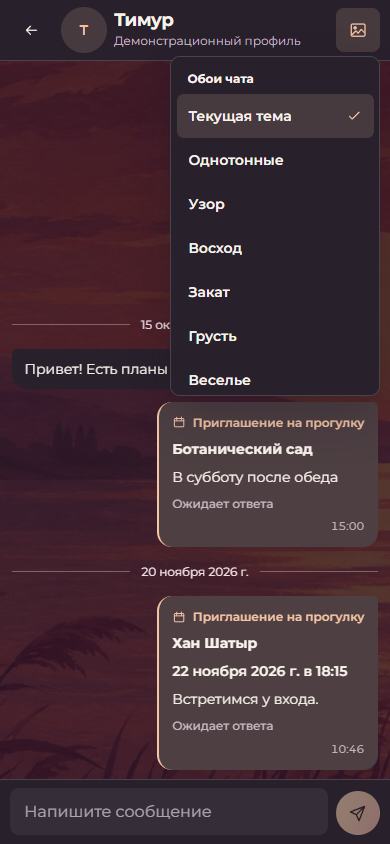 Тимур
Демонстрационный профиль
Т
Обои чата
Текущая тема
Однотонные
Узор
Восход
Закат
Грусть
Веселье
15 ок
Привет! Есть планы
Приглашение на прогулку
Ботанический сад
В субботу после обеда
Ожидает ответа
15:00
20 ноября 2026 г.
Приглашение на прогулку
Хан Шатыр
22 ноября 2026 г. в 18:15
Встретимся у входа.
Ожидает ответа
10:46
Напишите сообщение